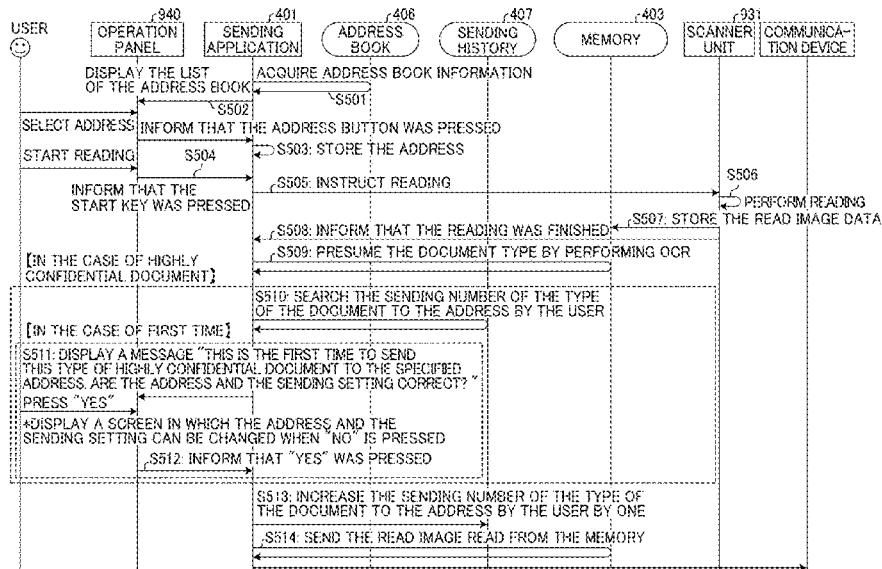 940
401
406
407
403
931
USER
OPERATION
PANEL
SENDING
APPLICATION
ADDRESS
BOOK
SENDING
HISTORY
MEMORY
SCANNER
UNIT
COMMUNICA-
TION DEVICE
DISPLAY THE LIST
OF THE ADDRESS BOOK
ACQUIRE ADDRESS BOOK INFORMATION
S501
S502
SELECT ADDRESS
INFORM THAT THE ADDRESS BUTTON WAS PRESSED
S503: STORE THE ADDRESS
START READING
S504
S505: INSTRUCT READING
S506
INFORM THAT THE
START KEY WAS PRESSED
PERFORM READING
S507: STORE THE READ IMAGE DATA
S508: INFORM THAT THE READING WAS FINISHED
S509: PRESUME THE DOCUMENT TYPE BY PERFORMING OCR
[IN THE CASE OF HIGHLY
CONFIDENTIAL DOCUMENT]
S510: SEARCH THE SENDING NUMBER OF THE TYPE
OF THE DOCUMENT TO THE ADDRESS BY THE USER
[IN THE CASE OF FIRST TIME]
S511: DISPLAY A MESSAGE "THIS IS THE FIRST TIME TO SEND
THIS TYPE OF HIGHLY CONFIDENTIAL DOCUMENT TO THE SPECIFIED
ADDRESS. ARE THE ADDRESS AND THE SENDING SETTING CORRECT?"
PRESS "YES"
*DISPLAY A SCREEN IN WHICH THE ADDRESS AND THE
SENDING SETTING CAN BE CHANGED WHEN "NO" IS PRESSED
S512: INFORM THAT "YES" WAS PRESSED
S513: INCREASE THE SENDING NUMBER OF THE TYPE OF
THE DOCUMENT TO THE ADDRESS BY THE USER BY ONE
S514: SEND THE READ IMAGE READ FROM THE MEMORY